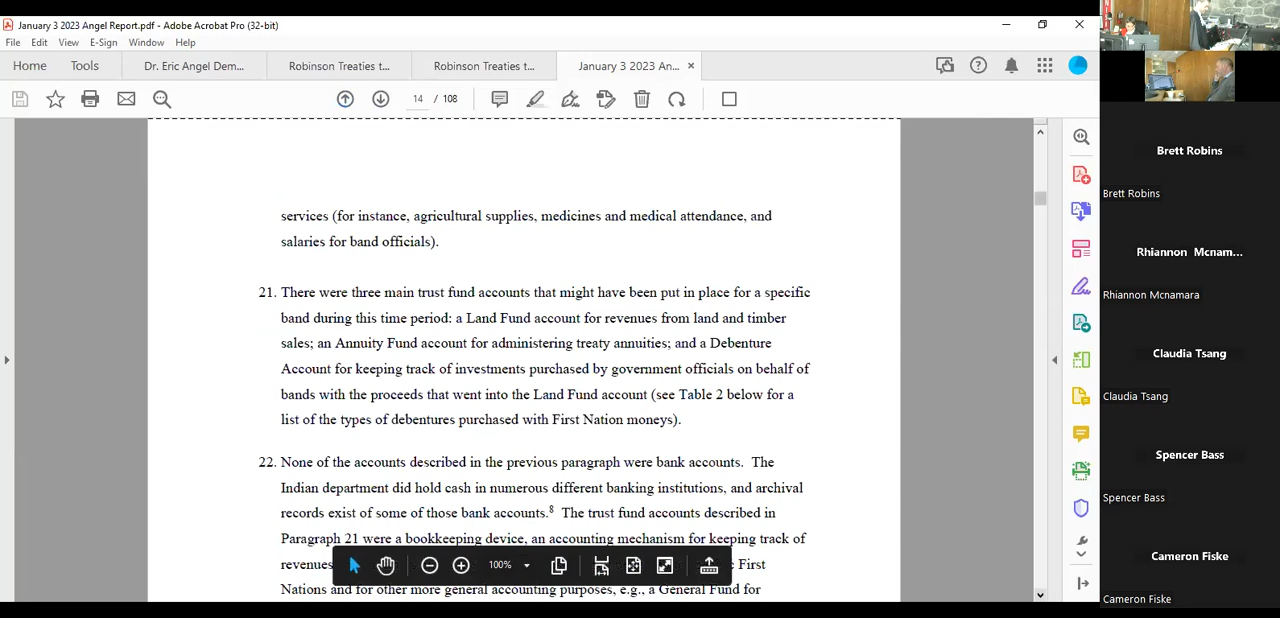 January 3 2023 Angel Report.pdf - Adobe Acrobat Pro (32-bit)
File Edit View E-Sign Window Help
Home Tools Dr. Eric Angel Dem... Robinson Treaties t... Robinson Treaties t... January 3 2023 An... ×
14 / 108
services (for instance, agricultural supplies, medicines and medical attendance, and
salaries for band officials).
21. There were three main trust fund accounts that might have been put in place for a specific
band during this time period: a Land Fund account for revenues from land and timber
sales; an Annuity Fund account for administering treaty annuities; and a Debenture
Account for keeping track of investments purchased by government officials on behalf of
bands with the proceeds that went into the Land Fund account (see Table 2 below for a
list of the types of debentures purchased with First Nation moneys).
22. None of the accounts described in the previous paragraph were bank accounts. The
Indian department did hold cash in numerous different banking institutions, and archival
records exist of some of those bank accounts.8 The trust fund accounts described in
Paragraph 21 were a bookkeeping device, an accounting mechanism for keeping track of
revenues
First
Nations and for other more general accounting purposes, e.g., a General Fund for
100%
Brett Robins
Brett Robins
Rhiannon Mcnam...
Rhiannon Mcnamara
Claudia Tsang
Claudia Tsang
Spencer Bass
Spencer Bass
Cameron Fiske
Cameron Fiske